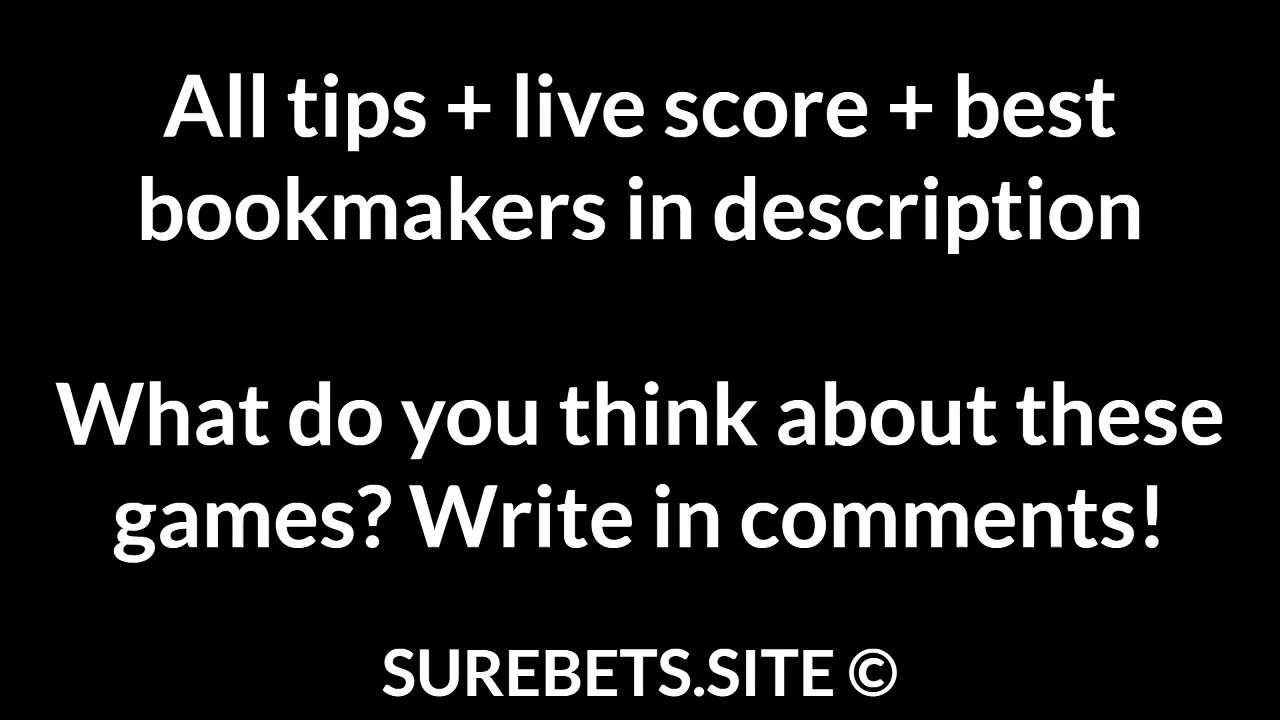 All tips + live score + best
bookmakers in description
What do you think about these
games? Write in comments!
SUREBETS.SITE ©